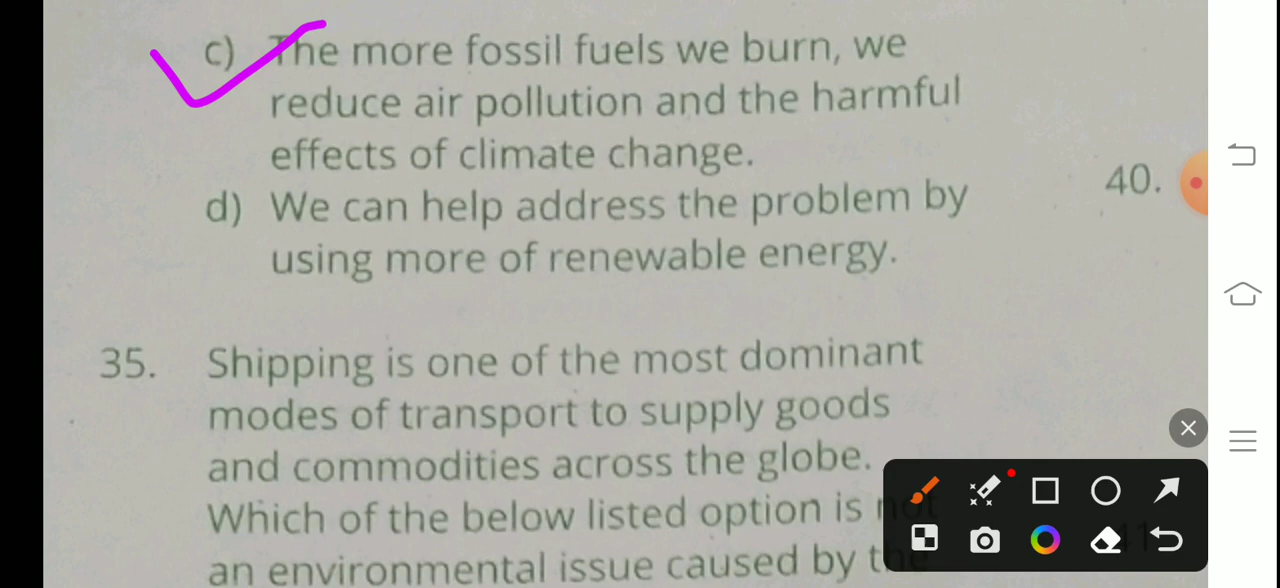 c) The more fossil fuels we burn, we
reduce air pollution and the harmful
effects of climate change.
d) We can help address the problem by
using more of renewable energy.
40.
35. Shipping is one of the most dominant
modes of transport to supply goods
and commodities across the globe.
Which of the below listed option is not
an environmental issue caused by the
41